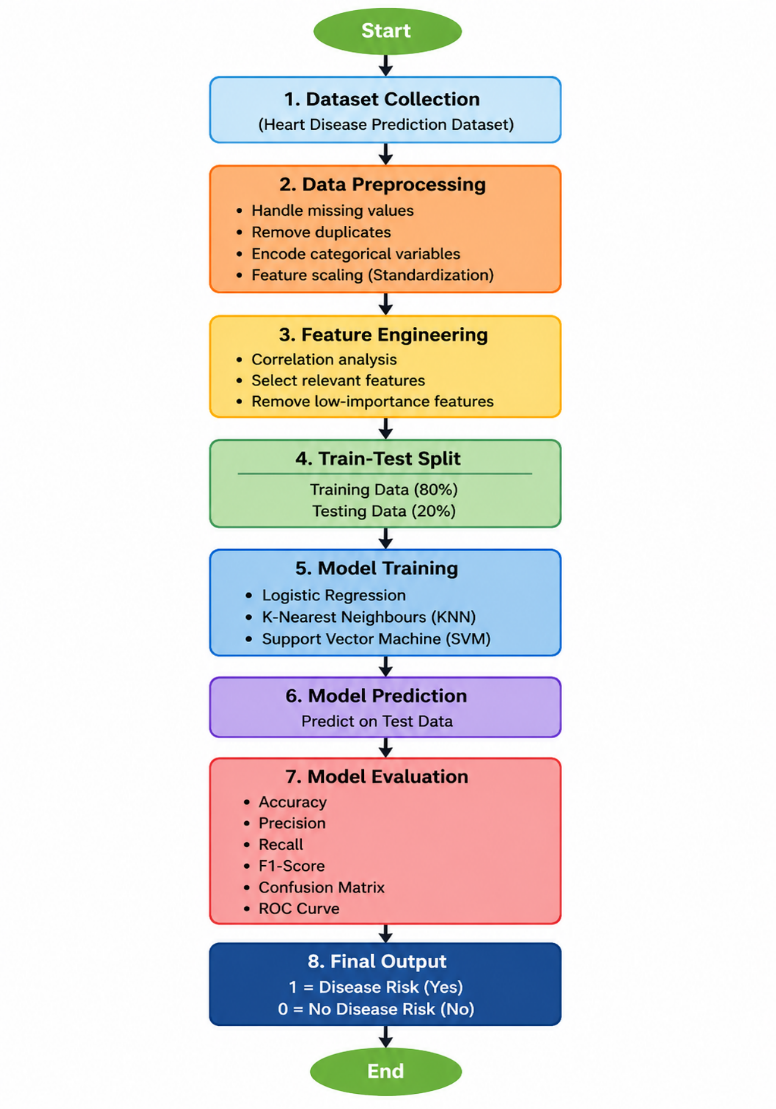 Start
1. Dataset Collection
(Heart Disease Prediction Dataset)
2. Data Preprocessing
• Handle missing values
• Remove duplicates
• Encode categorical variables
• Feature scaling (Standardization)
3. Feature Engineering
• Correlation analysis
• Select relevant features
• Remove low-importance features
4. Train-Test Split
Training Data (80%)
Testing Data (20%)
5. Model Training
• Logistic Regression
• K-Nearest Neighbours (KNN)
• Support Vector Machine (SVM)
6. Model Prediction
Predict on Test Data
7. Model Evaluation
• Accuracy
• Precision
• Recall
• F1-Score
• Confusion Matrix
• ROC Curve
8. Final Output
1 = Disease Risk (Yes)
0 = No Disease Risk (No)
End